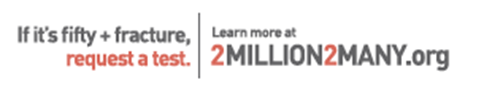 If it's fifty + fracture,
request a test.
Learn more at
2MILLION2MANY.org